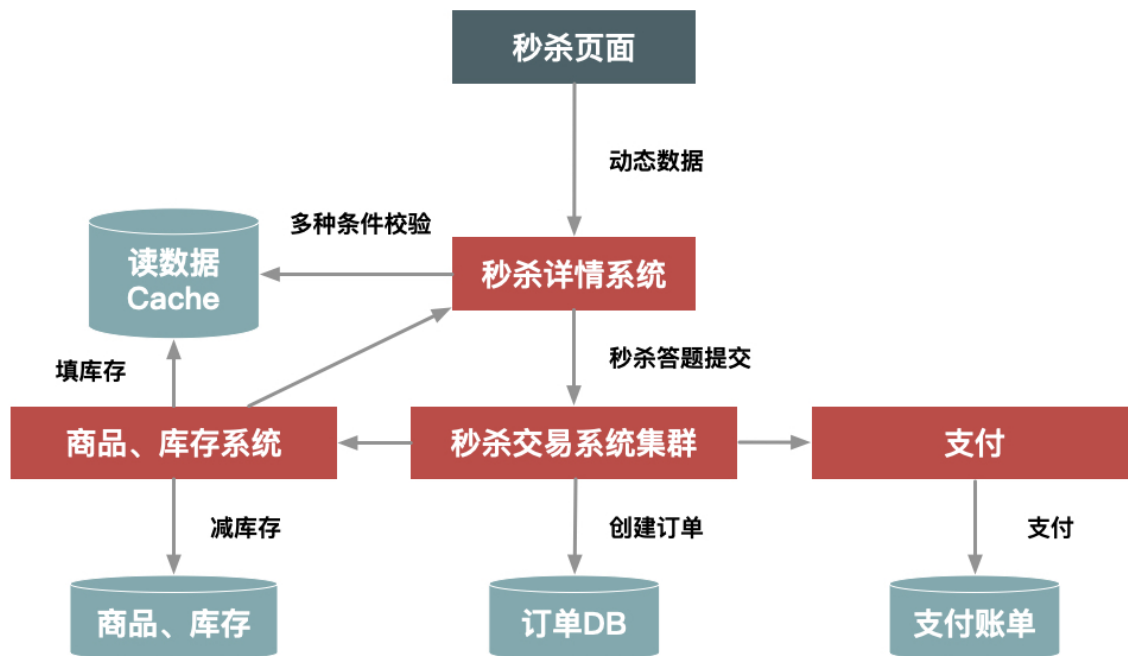 秒杀页面
动态数据
多种条件校验
读数据
Cache
秒杀详情系统
填库存
秒杀答题提交
商品、库存系统
秒杀交易系统集群
支付
减库存
创建订单
支付
商品、库存
订单DB
支付账单